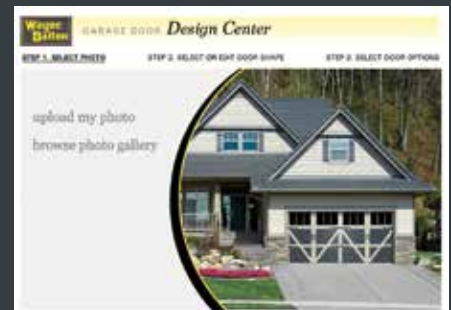 Wayne
Dalton
GARAGE DOOR Design Center
STEP 1. SELECT PHOTO
STEP 2. SELECT OR EDIT DOOR SHAPE
STEP 3. SELECT DOOR OPTIONS
upload my photo
browse photo gallery